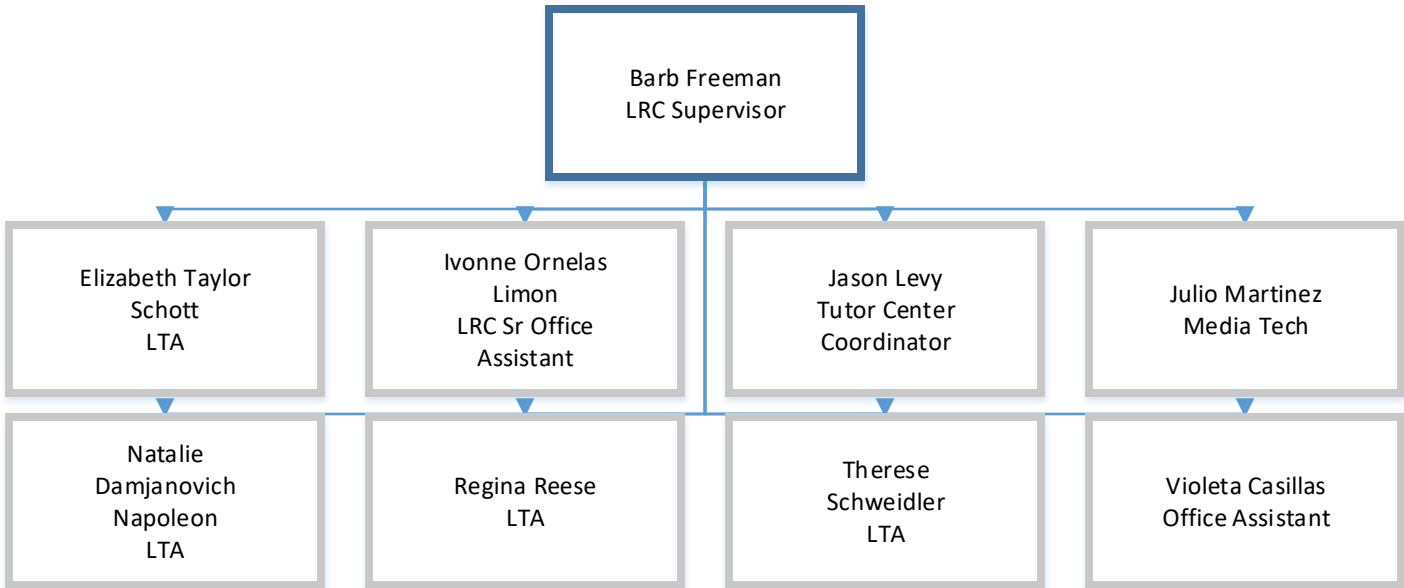 Barb Freeman
LRC Supervisor
Elizabeth Taylor
Schott
LTA
Ivonne Ornelas
Limon
LRC Sr Office
Assistant
Jason Levy
Tutor Center
Coordinator
Julio Martinez
Media Tech
Natalie
Damjanovich
Napoleon
LTA
Regina Reese
LTA
Therese
Schweidler
LTA
Violeta Casillas
Office Assistant